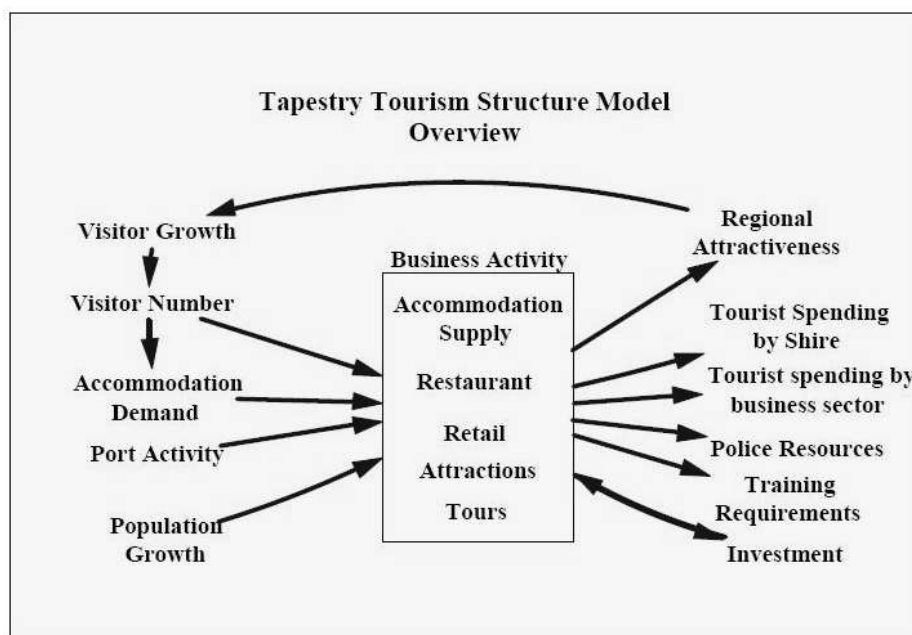 Tapestry Tourism Structure Model
Overview
Visitor Growth
Visitor Number
Accommodation
Demand
Port Activity
Population
Growth
Business Activity
Accommodation
Supply
Restaurant
Retail
Attractions
Tours
Regional
Attractiveness
Tourist Spending
by Shire
Tourist spending by
business sector
Police Resources
Training
Requirements
Investment